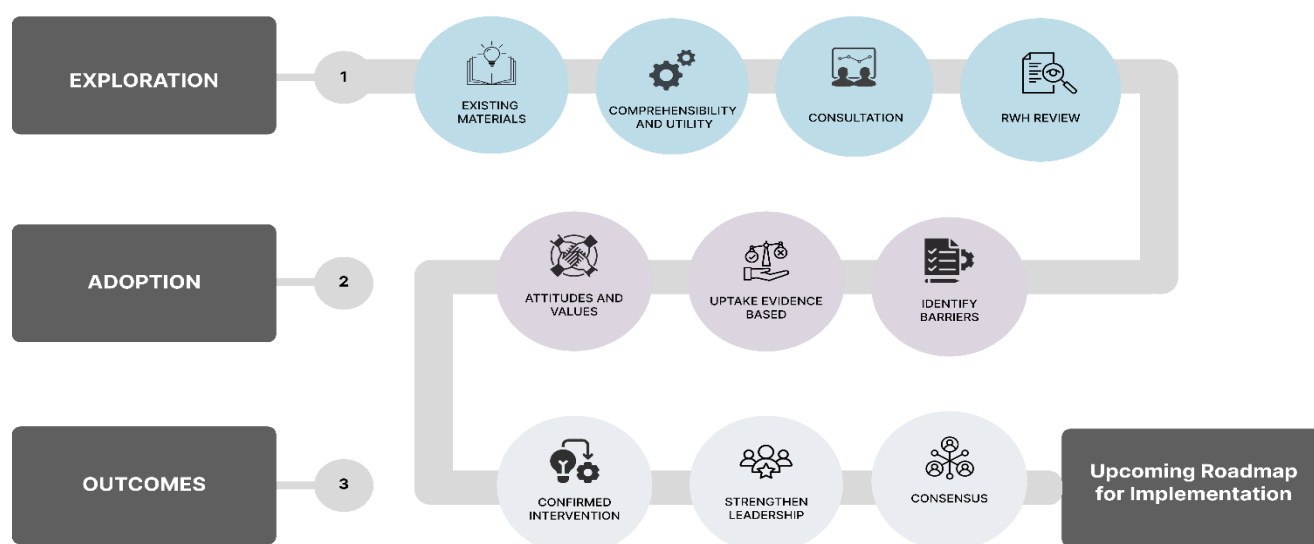 EXPLORATION
1
EXISTING
MATERIALS
COMPREHENSIBILITY
AND UTILITY
CONSULTATION
RWH REVIEW
ADOPTION
2
ATTITUDES AND
VALUES
UPTAKE EVIDENCE
BASED
IDENTIFY
BARRIERS
OUTCOMES
3
CONFIRMED
INTERVENTION
STRENGTHEN
LEADERSHIP
CONSENSUS
Upcoming Roadmap
for Implementation